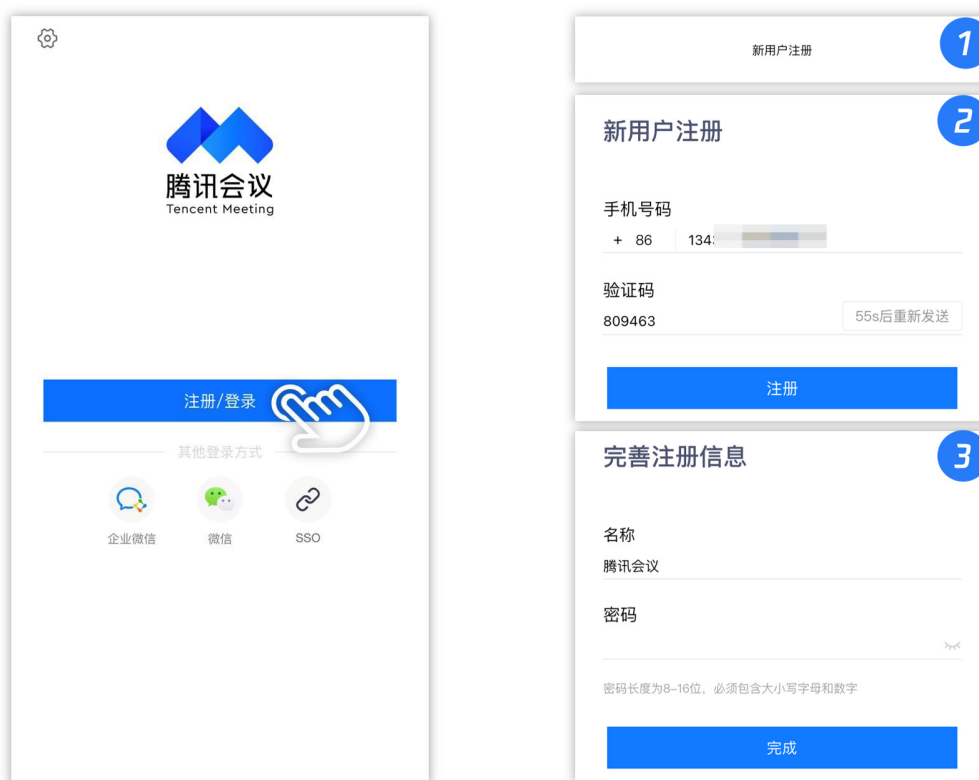 腾讯会议
Tencent Meeting
注册/登录
其他登录方式
企业微信 微信 SSO
新用户注册
1
新用户注册
2
手机号码
+ 86 134
验证码
809463 55s后重新发送
注册
完善注册信息
3
名称
腾讯会议
密码
密码长度为8-16位，必须包含大小写字母和数字
完成